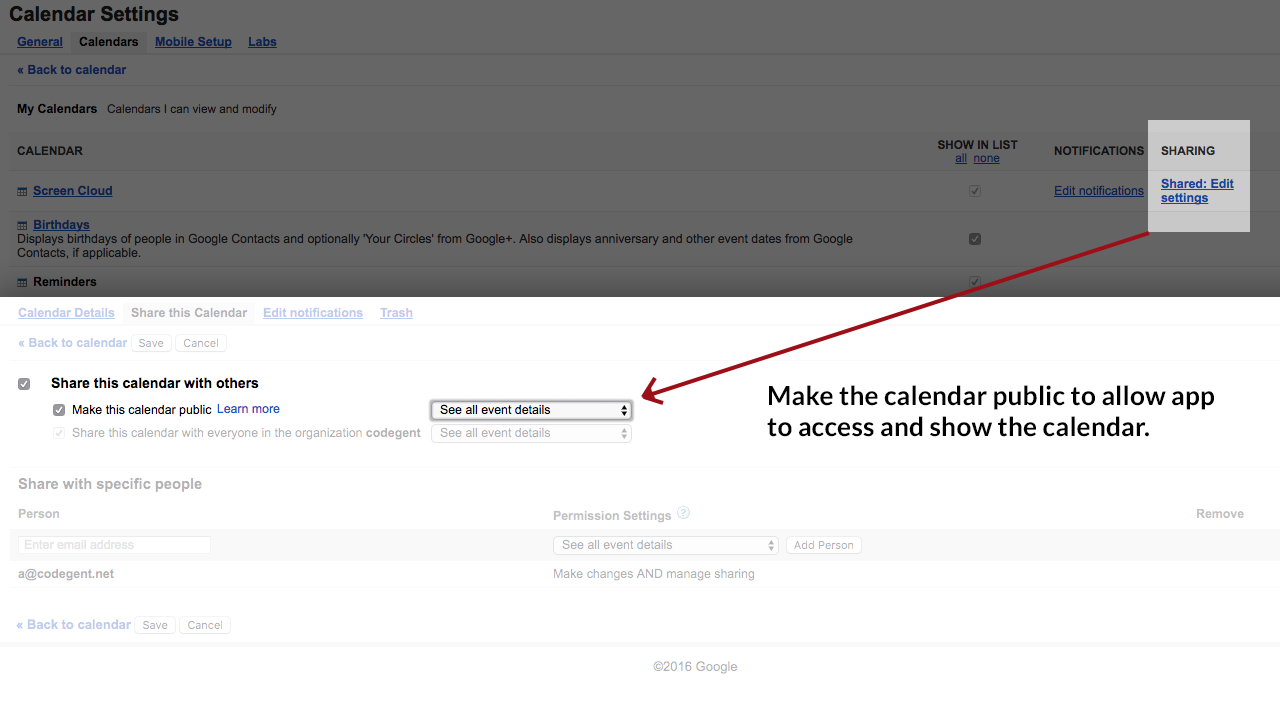 Calendar Settings
General Calendars Mobile Setup Labs
« Back to calendar
My Calendars Calendars I can view and modify
CALENDAR SHOW IN LIST NOTIFICATIONS SHARING
all none
Screen Cloud Edit notifications Shared: Edit
settings
Birthdays
Displays birthdays of people in Google Contacts and optionally 'Your Circles' from Google+. Also displays anniversary and other event dates from Google
Contacts, if applicable.
Reminders
Calendar Details Share this Calendar Edit notifications Trash
« Back to calendar Save Cancel
Share this calendar with others
Make this calendar public Learn more See all event details
Share this calendar with everyone in the organization codegent See all event details
Make the calendar public to allow app
to access and show the calendar.
Share with specific people
Person Permission Settings ? Remove
Enter email address See all event details Add Person
a@codegent.net Make changes AND manage sharing
« Back to calendar Save Cancel
©2016 Google